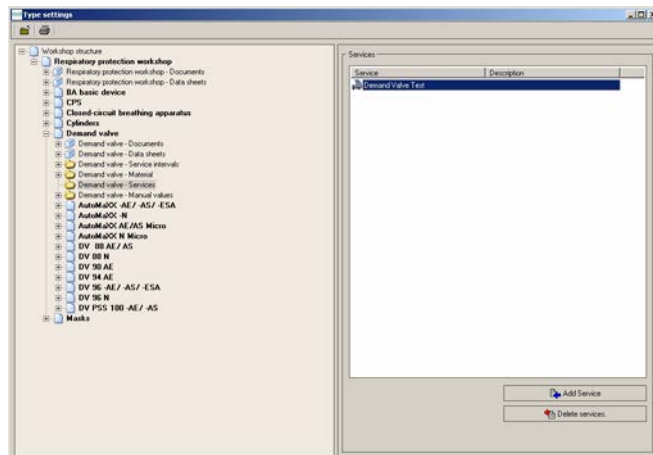 Type settings
Workshop structure
Respiratory protection workshop
Respiratory protection workshop - Documents
Respiratory protection workshop - Data sheets
BA basic device
CPS
Closed-circuit breathing apparatus
Cylinders
Demand valve
Demand valve - Documents
Demand valve - Data sheets
Demand valve - Service intervals
Demand valve - Material
Demand valve - Services
Demand valve - Manual values
AutoMaXX -AE/ -AS/ -ESA
AutoMaXX -N
AutoMaXX AE/AS Micro
AutoMaXX N Micro
DV 88 AE/ AS
DV 88 N
DV 90 AE
DV 94 AE
DV 96 -AE/ -AS/ -ESA
DV 96 N
DV PSS 100 -AE/ -AS
Masks
Services
Service Description
Demand Valve Test
Add Service
Delete services